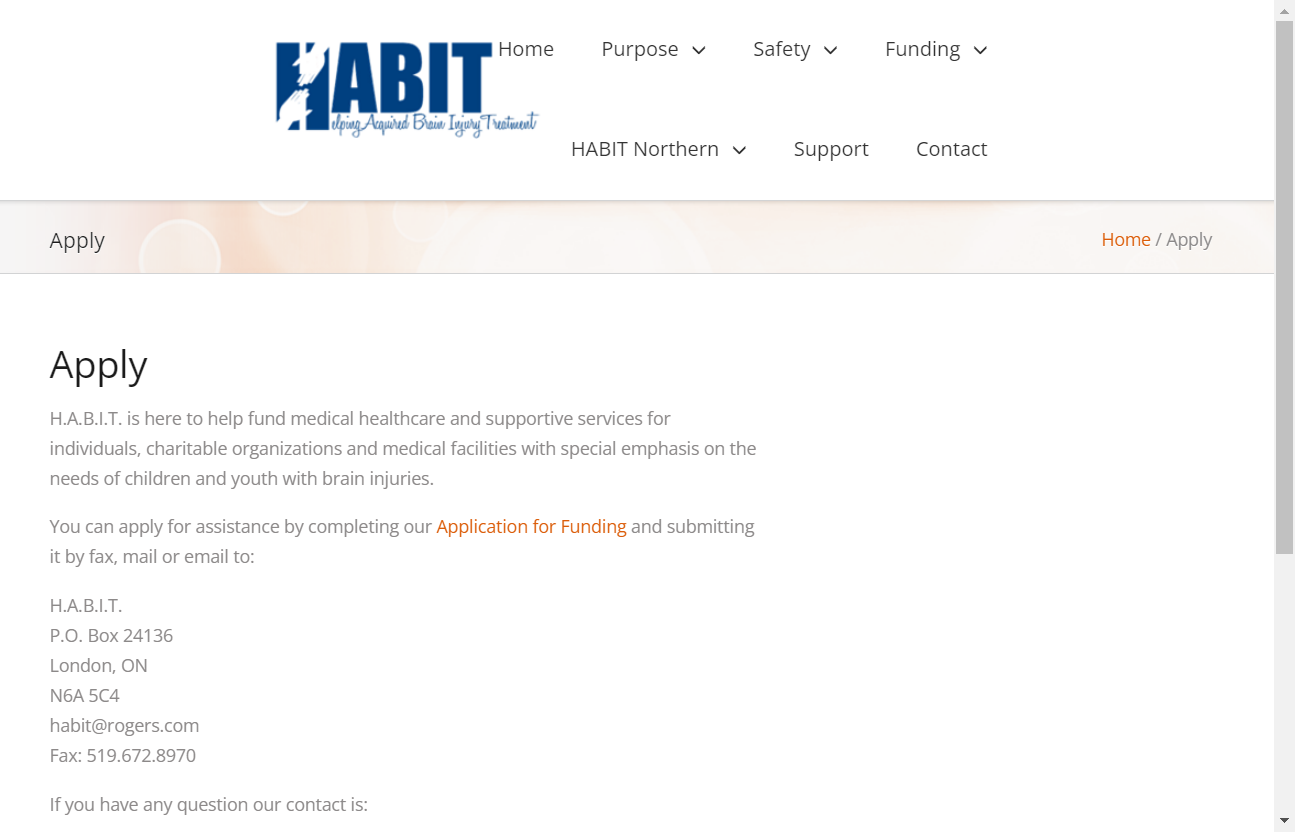 HABIT
Helping Acquired Brain Injury Treatment
Home Purpose Safety Funding
HABIT Northern Support Contact
Apply
Home / Apply
Apply
H.A.B.I.T. is here to help fund medical healthcare and supportive services for
individuals, charitable organizations and medical facilities with special emphasis on the
needs of children and youth with brain injuries.
You can apply for assistance by completing our Application for Funding and submitting
it by fax, mail or email to:
H.A.B.I.T.
P.O. Box 24136
London, ON
N6A 5C4
habit@rogers.com
Fax: 519.672.8970
If you have any question our contact is: